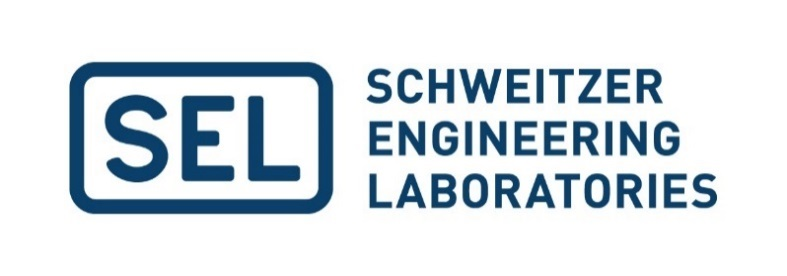 SEL
SCHWEITZER
ENGINEERING
LABORATORIES